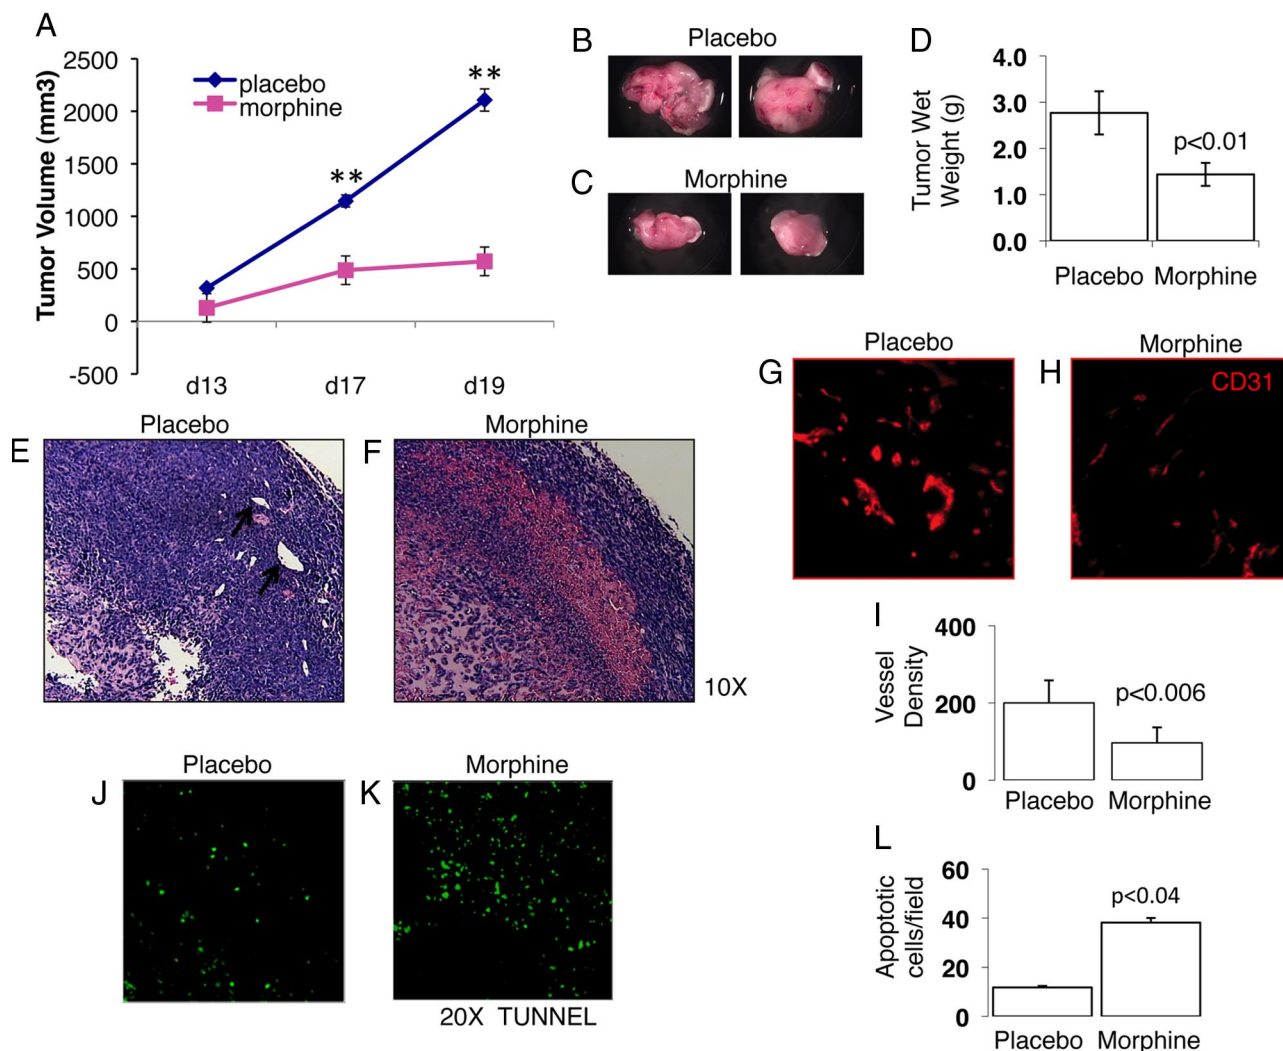 A
2500
2000
1500
1000
500
0
-500
Tumor Volume (mm3)
placebo
morphine
**
**
d13
d17
d19
B
Placebo
C
Morphine
D
4.0
3.0
2.0
1.0
0.0
Tumor Wet
Weight (g)
p<0.01
Placebo
Morphine
E
Placebo
F
Morphine
10X
G
Placebo
H
Morphine
CD31
I
400
200
0
Vessel
Density
p<0.006
Placebo
Morphine
J
Placebo
K
Morphine
20X TUNNEL
L
60
40
20
0
Apoptotic
cells/field
p<0.04
Placebo
Morphine